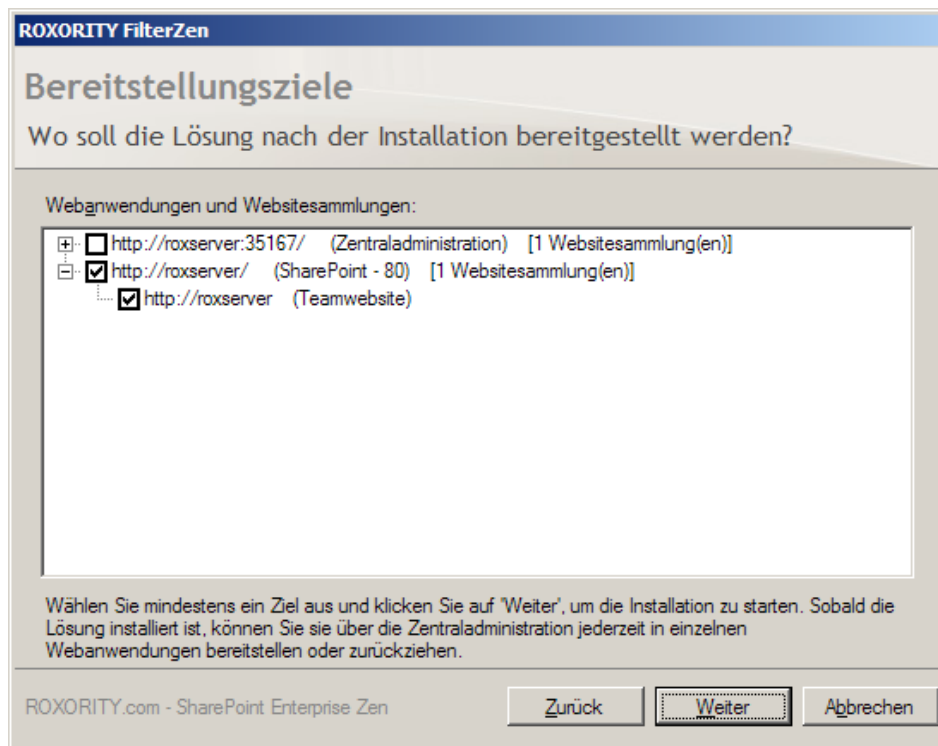 ROXORITY FilterZen
Bereitstellungsziele
Wo soll die Lösung nach der Installation bereitgestellt werden?
Webanwendungen und Websitesammlungen:
http://roxserver:35167/ (Zentraladministration) [1 Websitesammlung(en)]
http://roxserver/ (SharePoint - 80) [1 Websitesammlung(en)]
http://roxserver (Teamwebsite)
Wählen Sie mindestens ein Ziel aus und klicken Sie auf 'Weiter', um die Installation zu starten. Sobald die
Lösung installiert ist, können Sie sie über die Zentraladministration jederzeit in einzelnen
Webanwendungen bereitstellen oder zurückziehen.
ROXORITY.com - SharePoint Enterprise Zen Zurück Weiter Abbrechen